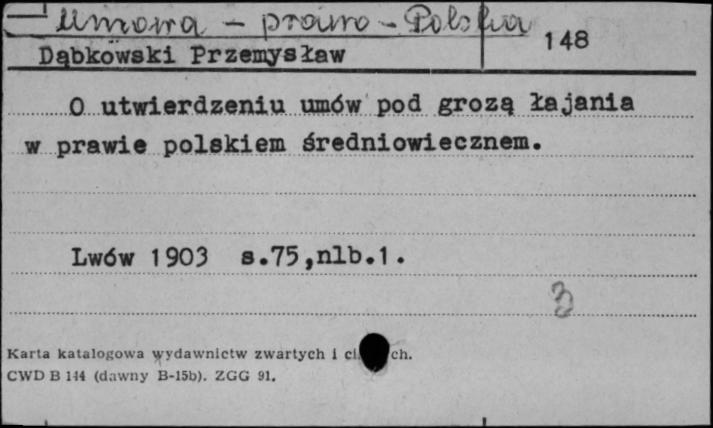 Umowa - prawo - Polska
148
Dąbkowski Przemysław
O utwierdzeniu umów pod grozą łajania
w prawie polskiem średniowiecznem.
Lwów 1903 s.75,nlb.1.
3
Karta katalogowa wydawnictw zwartych i ch.
CWD B 144 (dawny B-15b). ZGG 91.